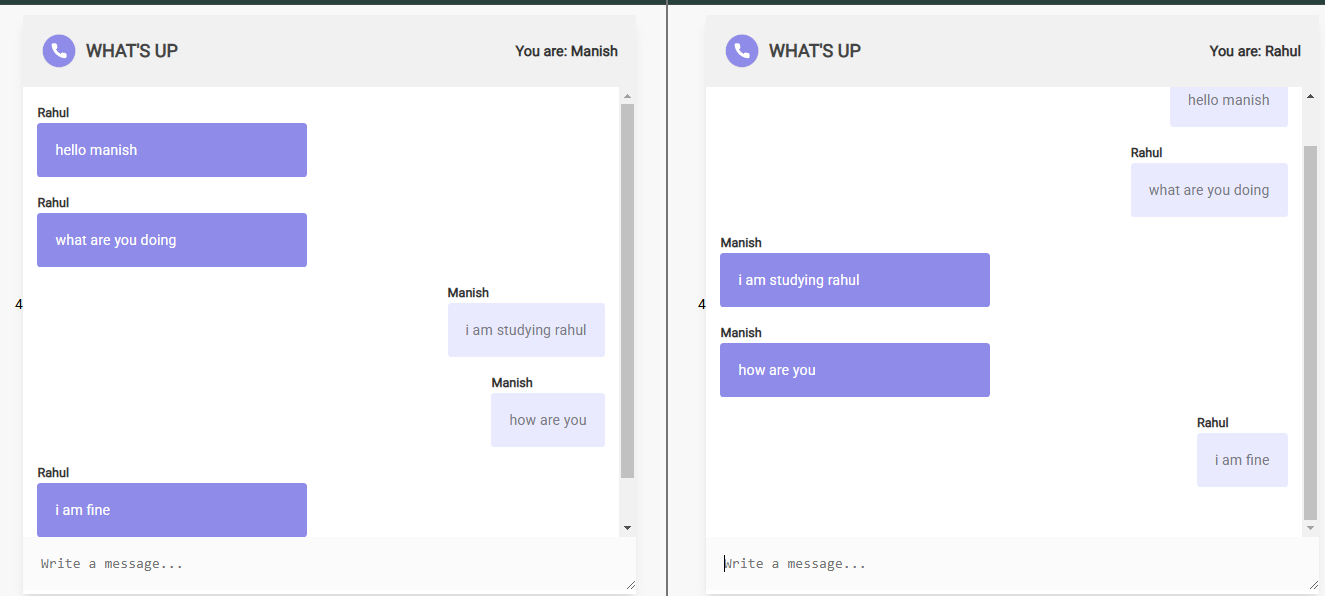 WHAT'S UP
You are: Manish
Rahul
hello manish
Rahul
what are you doing
Manish
i am studying rahul
4
Manish
how are you
Rahul
i am fine
Write a message...
WHAT'S UP
You are: Rahul
hello manish
Rahul
what are you doing
Manish
i am studying rahul
4
Manish
how are you
Rahul
i am fine
Write a message...